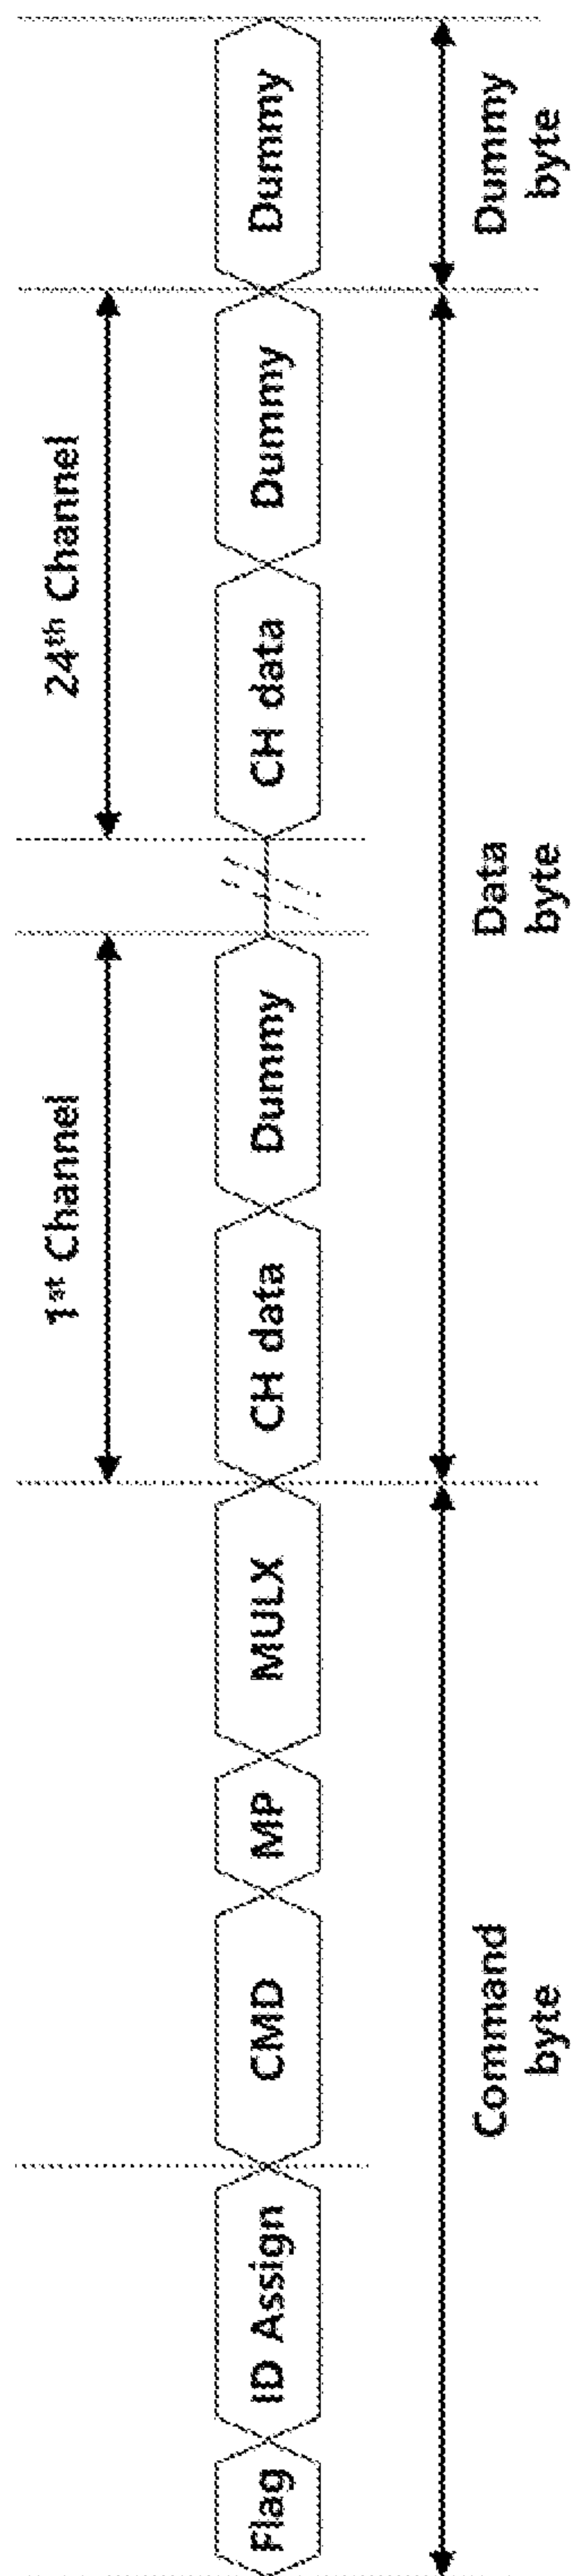 1st Channel
24th Channel
Flag
ID Assign
CMD
MP
MULX
CH data
Dummy
CH data
Dummy
Dummy
Command
byte
Data
byte
Dummy
byte